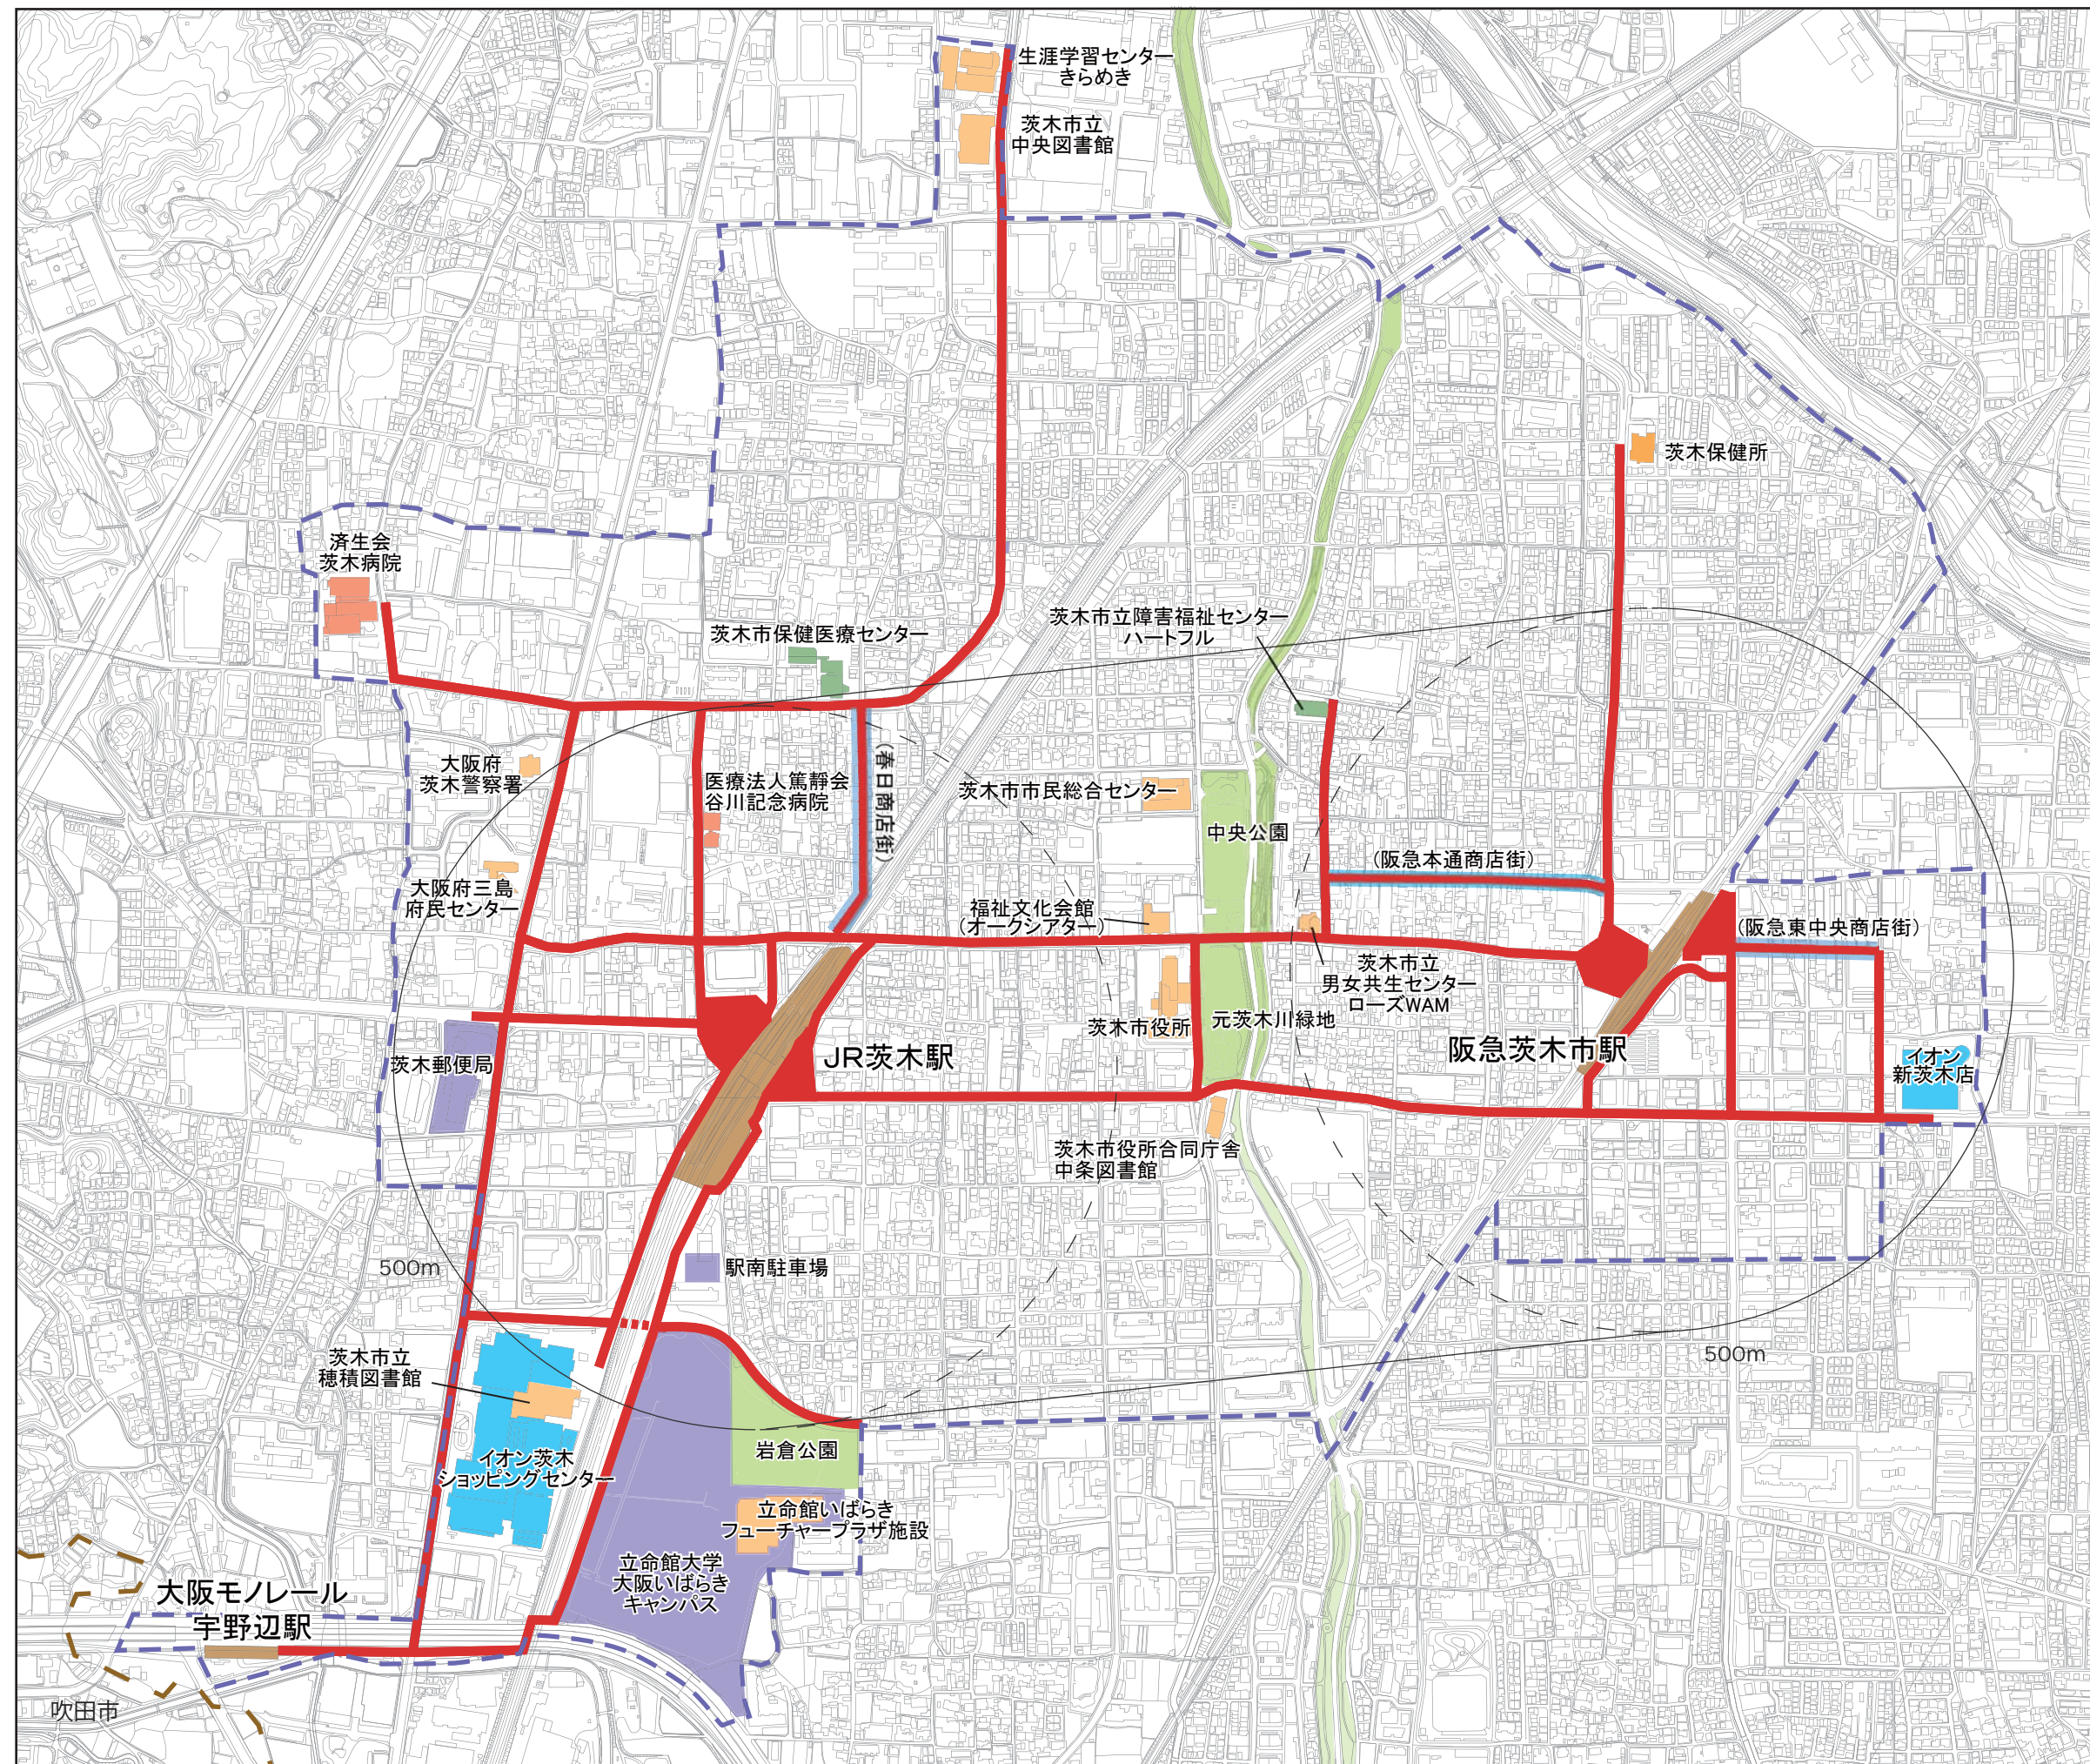 生涯学習センター
きらめき
茨木市立
中央図書館
茨木保健所
済生会
茨木病院
茨木市保健医療センター
茨木市立障害福祉センター
ハートフル
大阪府
茨木警察署
医療法人篤靜会
谷川記念病院
（春日商店街）
茨木市市民総合センター
中央公園
（阪急本通商店街）
大阪府三島
府民センター
福祉文化会館
（オークシアター）
（阪急東中央商店街）
茨木市立
男女共生センター
ローズWAM
茨木市役所
元茨木川緑地
茨木郵便局
JR茨木駅
阪急茨木市駅
イオン
新茨木店
茨木市役所合同庁舎
中条図書館
500m
駅南駐車場
500m
茨木市立
穂積図書館
岩倉公園
イオン茨木
ショッピングセンター
立命館いばらき
フューチャープラザ施設
立命館大学
大阪いばらき
キャンパス
大阪モノレール
宇野辺駅
吹田市